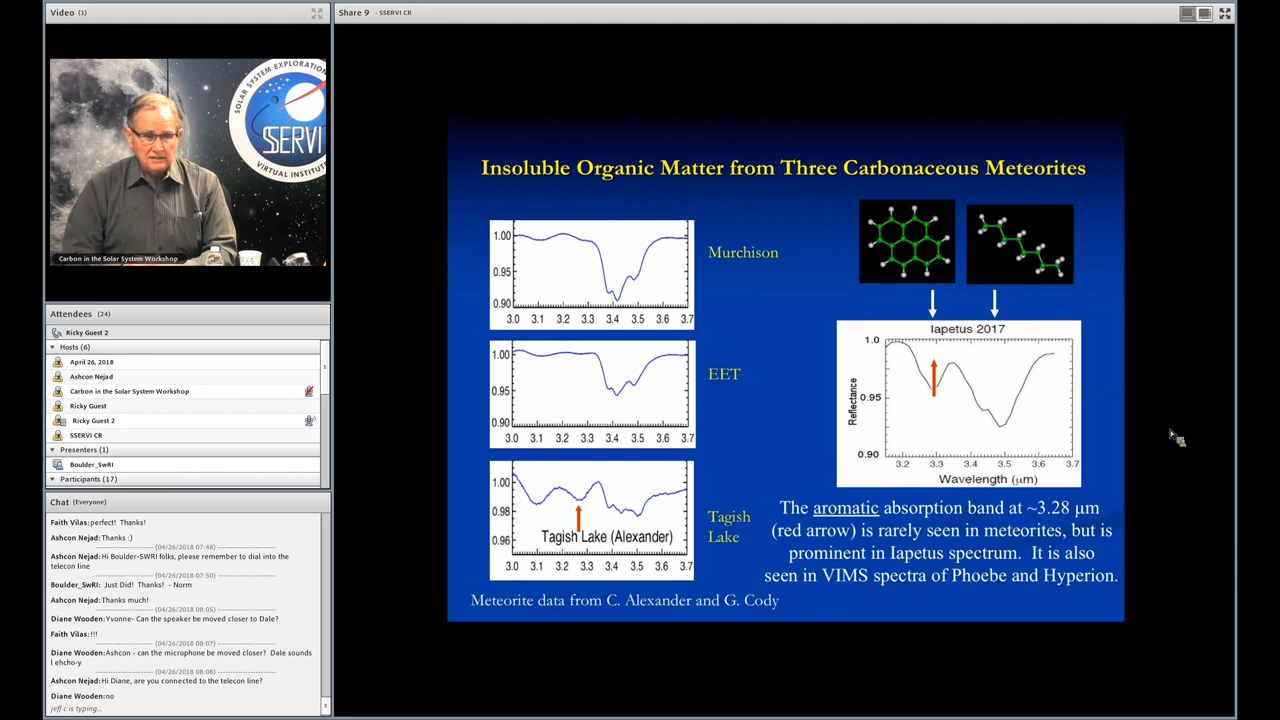 Video (1)
SOLAR SYSTEM EXPLORATION
SSERVI
VIRTUAL INSTITUTE
Carbon in the Solar System Workshop
Attendees (24)
Ricky Guest 2
Hosts (6)
April 26, 2018
Ashcon Nejad
Carbon in the Solar System Workshop
Ricky Guest
Ricky Guest 2
SSERVI CR
Presenters (1)
Boulder_SwRI
Participants (17)
Chat (Everyone)
Faith Vilas:perfect! Thanks!
Ashcon Nejad:Thanks :)
(04/26/2018 07:48)
Ashcon Nejad:Hi Boulder-SWRI folks, please remember to dial into the
telecon line
(04/26/2018 07:50)
Boulder_SwRI: Just Did! Thanks! - Norm
Ashcon Nejad:Thanks much!
(04/26/2018 08:05)
Diane Wooden:Yvonne- Can the speaker be moved closer to Dale?
Faith Vilas:!!!
(04/26/2018 08:07)
Diane Wooden:Ashcon - can the microphone be moved closer? Dale sounds
l ehcho-y
(04/26/2018 08:08)
Ashcon Nejad:Hi Diane, are you connected to the telecon line?
Diane Wooden:no
jeff c is typing...
Share 9 - SSERVI CR
Insoluble Organic Matter from Three Carbonaceous Meteorites
1.00
0.95
0.90
3.0 3.1 3.2 3.3 3.4 3.5 3.6 3.7
Murchison
1.00
0.95
0.90
3.0 3.1 3.2 3.3 3.4 3.5 3.6 3.7
EET
1.00
0.98
0.96
Tagish Lake (Alexander)
3.0 3.1 3.2 3.3 3.4 3.5 3.6 3.7
Tagish
Lake
Meteorite data from C. Alexander and G. Cody
Iapetus 2017
1.0
0.95
0.90
Reflectance
3.2 3.3 3.4 3.5 3.6 3.7
Wavelength (μm)
The aromatic absorption band at ~3.28 μm
(red arrow) is rarely seen in meteorites, but is
prominent in Iapetus spectrum. It is also
seen in VIMS spectra of Phoebe and Hyperion.